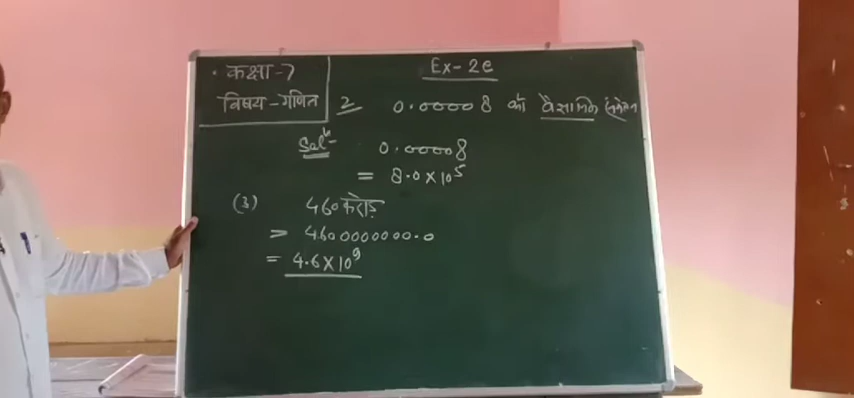 Ex-2e
• कक्षा-7
विषय-गणित
2 0.00008 को वैज्ञानिक संकेतन
Solⁿ- 0.00008
= 8.0×10⁵
(3) 460 करोड़
= 4600000000.0
= 4.6×10⁹